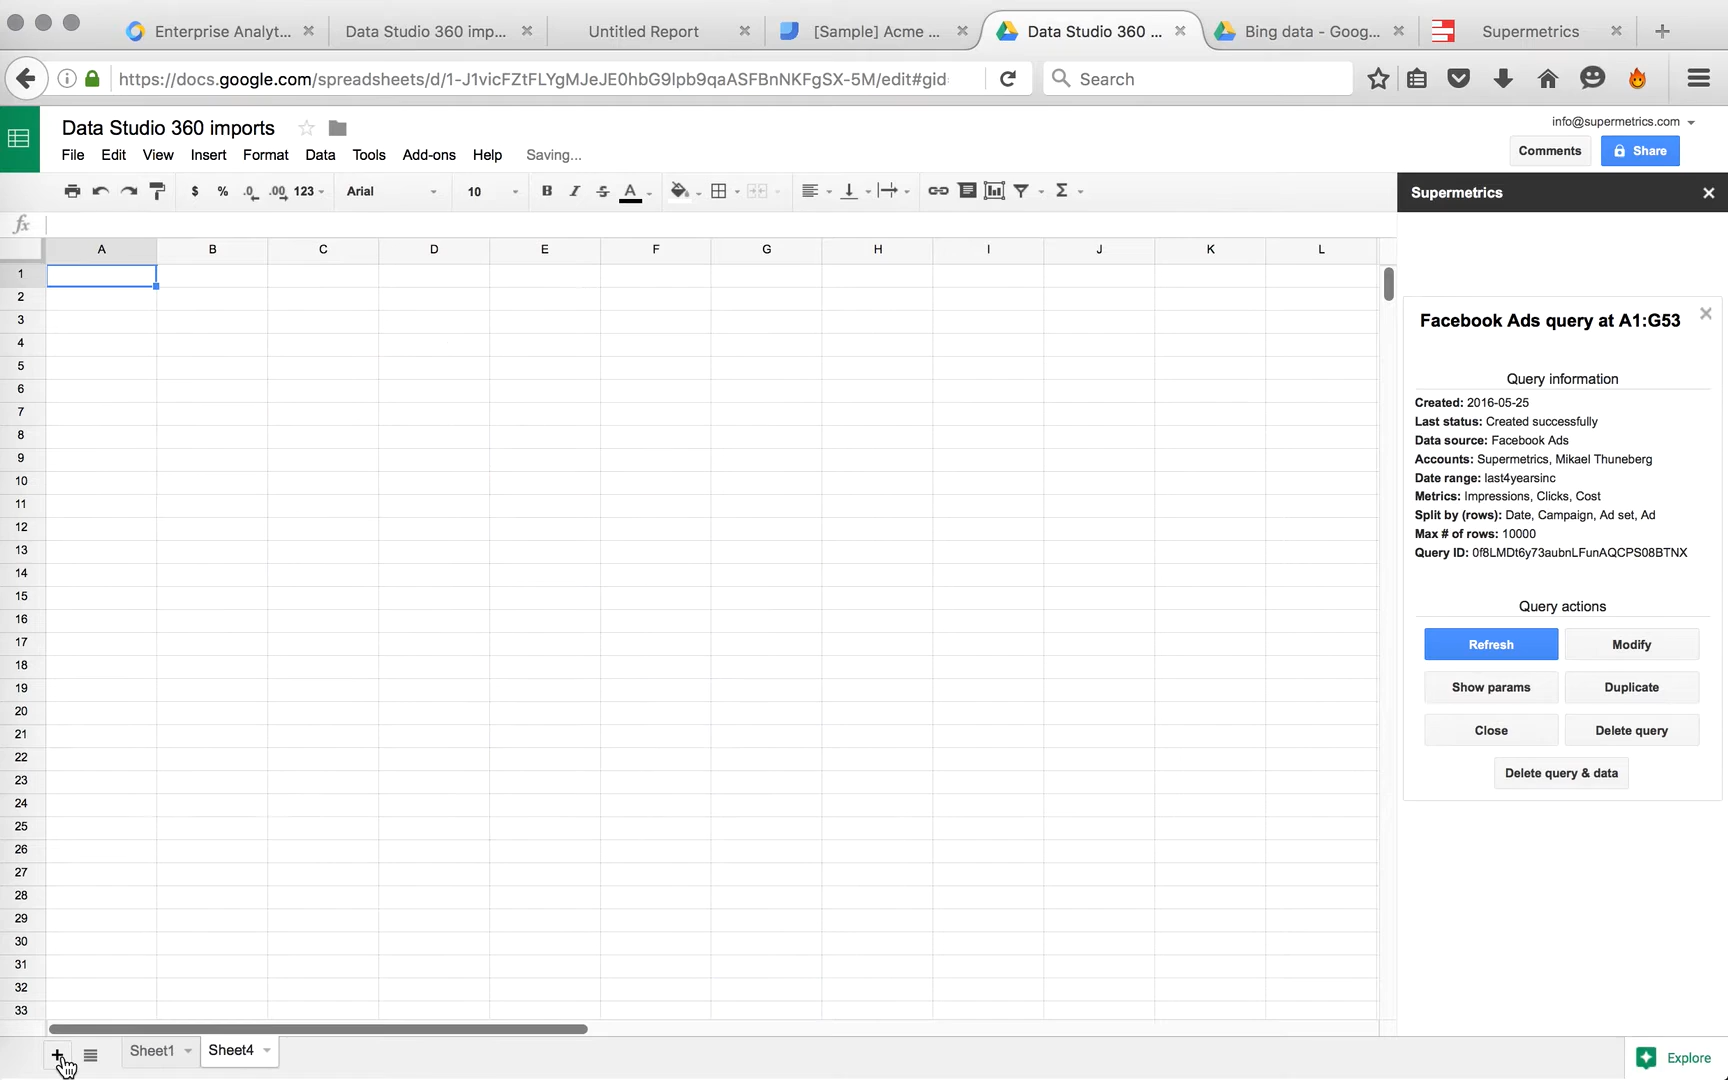 Enterprise Analyt...
Data Studio 360 imp...
Untitled Report
[Sample] Acme ...
Data Studio 360 ...
Bing data - Goog...
Supermetrics
https://docs.google.com/spreadsheets/d/1-J1vicFZtFLYgMJeJE0hbG9lpb9qaASFBnNKFgSX-5M/edit#gid
Search
Data Studio 360 imports
info@supermetrics.com
File Edit View Insert Format Data Tools Add-ons Help Saving...
Comments
Share
$ % .0 .00 123 Arial 10 B I S A Σ
Supermetrics
fx
A B C D E F G H I J K L
1
2
3
4
5
6
7
8
9
10
11
12
13
14
15
16
17
18
19
20
21
22
23
24
25
26
27
28
29
30
31
32
33
Facebook Ads query at A1:G53
Query information
Created: 2016-05-25
Last status: Created successfully
Data source: Facebook Ads
Accounts: Supermetrics, Mikael Thuneberg
Date range: last4yearsinc
Metrics: Impressions, Clicks, Cost
Split by (rows): Date, Campaign, Ad set, Ad
Max # of rows: 10000
Query ID: 0f8LMDt6y73aubnLFunAQCPS08BTNX
Query actions
Refresh
Modify
Show params
Duplicate
Close
Delete query
Delete query & data
Sheet1
Sheet4
Explore